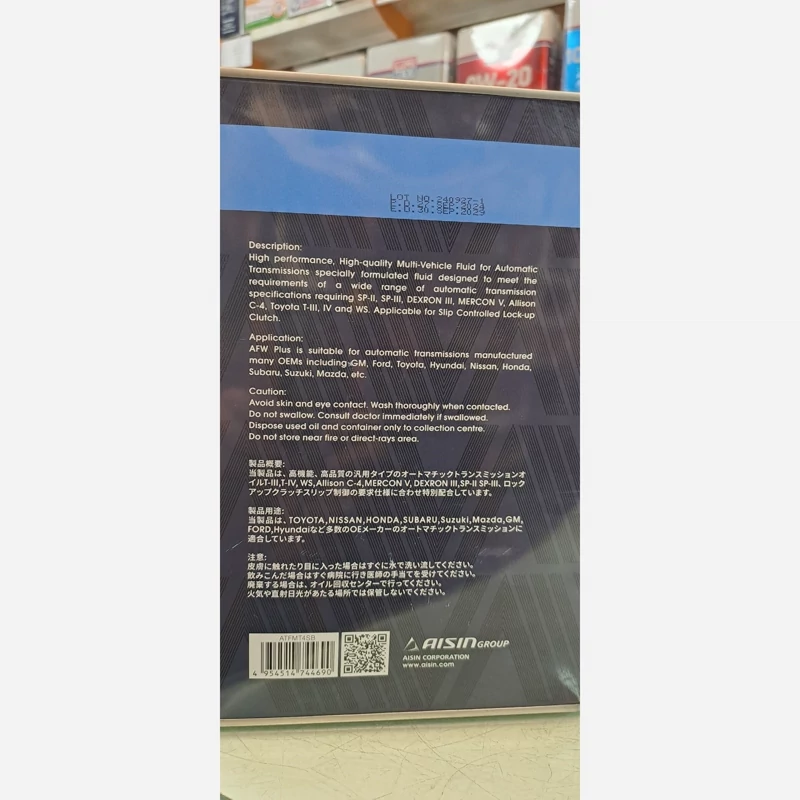 0W-20
LOT NO.240927-1
P.D.27.SEP.2024
E.D.30.SEP.2029
Description:
High performance, High-quality Multi-Vehicle Fluid for Automatic
Transmissions specially formulated fluid designed to meet the
requirements of a wide range of automatic transmission
specifications requiring SP-II, SP-III, DEXRON III, MERCON V, Allison
C-4, Toyota T-III, IV and WS. Applicable for Slip Controlled Lock-up
Clutch.
Application:
AFW Plus is suitable for automatic transmissions manufactured
many OEMs including GM, Ford, Toyota, Hyundai, Nissan, Honda,
Subaru, Suzuki, Mazda, etc.
Caution:
Avoid skin and eye contact. Wash thoroughly when contacted.
Do not swallow. Consult doctor immediately if swallowed.
Dispose used oil and container only to collection centre.
Do not store near fire or direct-rays area.
製品概要:
当製品は、高機能、高品質の汎用タイプのオートマチックトランスミッションオ
イルT-III,T-IV, WS,Allison C-4,MERCON V, DEXRON III,SP-II SP-III、ロック
アップクラッチスリップ制御の要求仕様に合わせ特別配合しています。
製品用途:
当製品は、TOYOTA,NISSAN,HONDA,SUBARU,Suzuki,Mazda,GM,
FORD,Hyundaiなど多数のOEメーカーのオートマチックトランスミッションに
適合しています。
注意:
皮膚に触れたり目に入った場合はすぐに水で洗い流してください。
飲みこんだ場合はすぐ病院に行き医師の手当てを受けてください。
廃棄する場合は、オイル回収センターで行ってください。
火気や直射日光があたる場所では保管しないでください。
ATFMT4SB
4 954514 744690
AISIN GROUP
AISIN CORPORATION
www.aisin.com